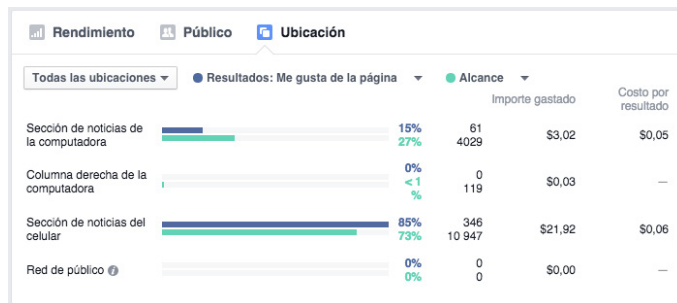 Rendimiento Público Ubicación
Todas las ubicaciones Resultados: Me gusta de la página Alcance
Importe gastado Costo por
resultado
Sección de noticias de
la computadora
15% 61 $3,02 $0,05
27% 4029
Columna derecha de la
computadora
0% 0 $0,03 —
< 1
% 119
Sección de noticias del
celular
85% 346 $21,92 $0,06
73% 10 947
Red de público
0% 0 $0,00 —
0% 0